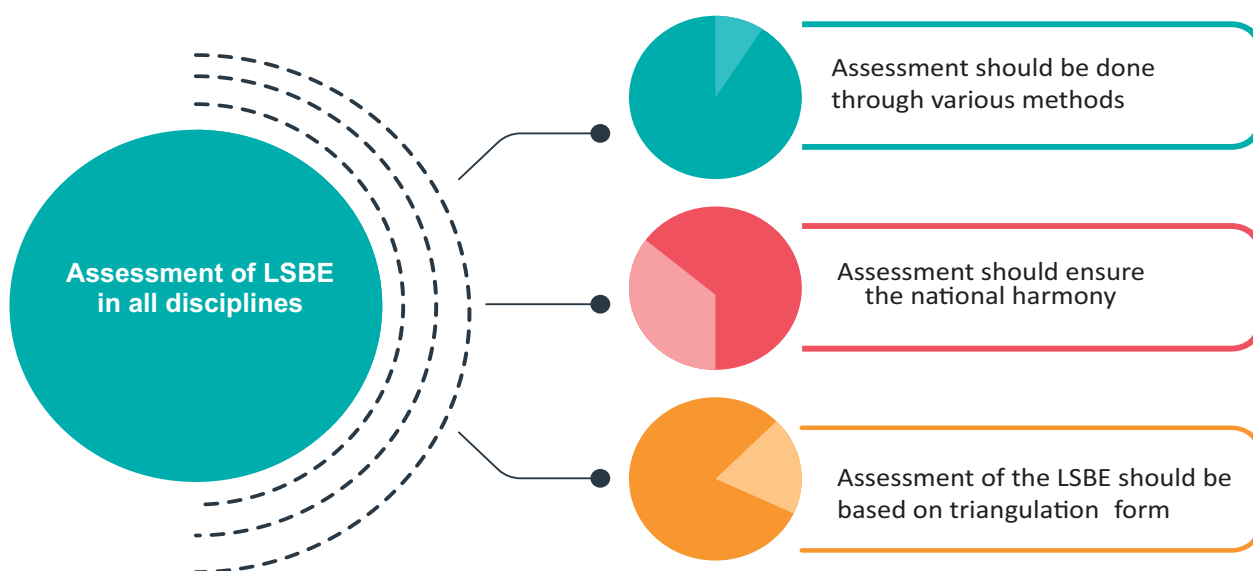 Assessment of LSBE
in all disciplines
Assessment should be done
through various methods
Assessment should ensure
the national harmony
Assessment of the LSBE should be
based on triangulation form